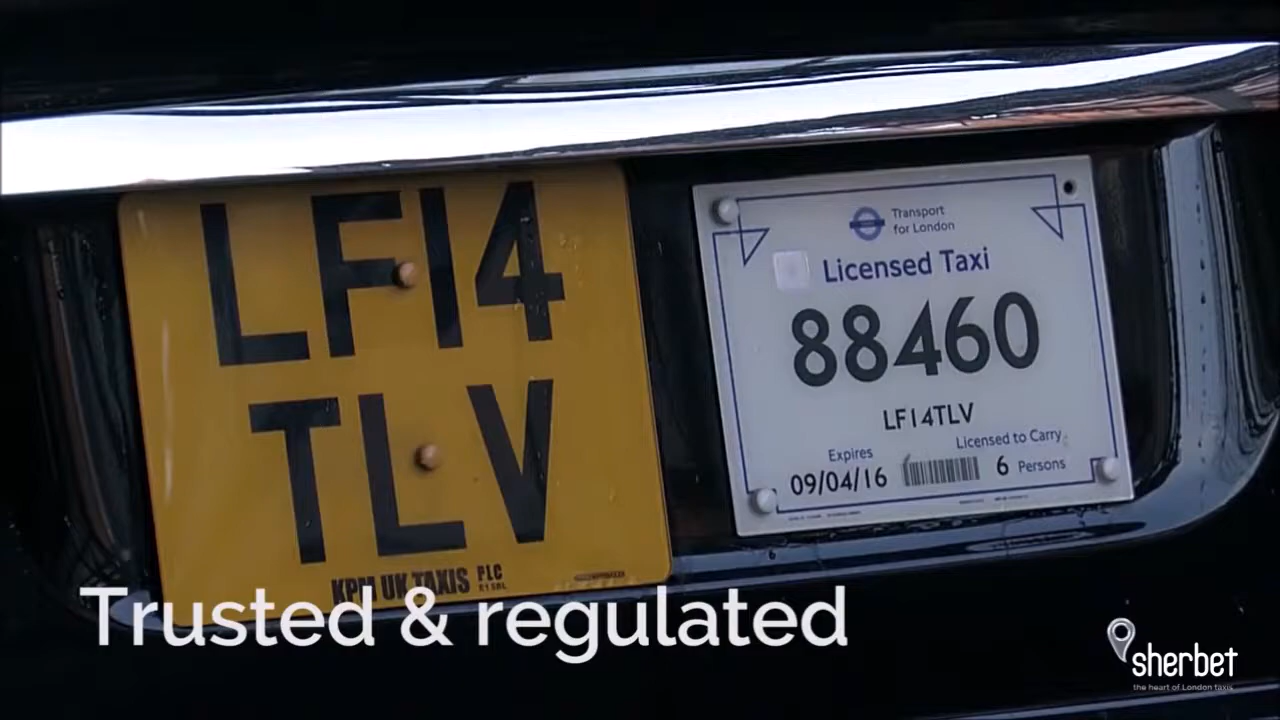 LF14
TLV
KPM UK TAXIS PLC
Transport
for London
Licensed Taxi
88460
LF14TLV
Expires
09/04/16
Licensed to Carry
6 Persons
Trusted & regulated
sherbet
the heart of London taxis